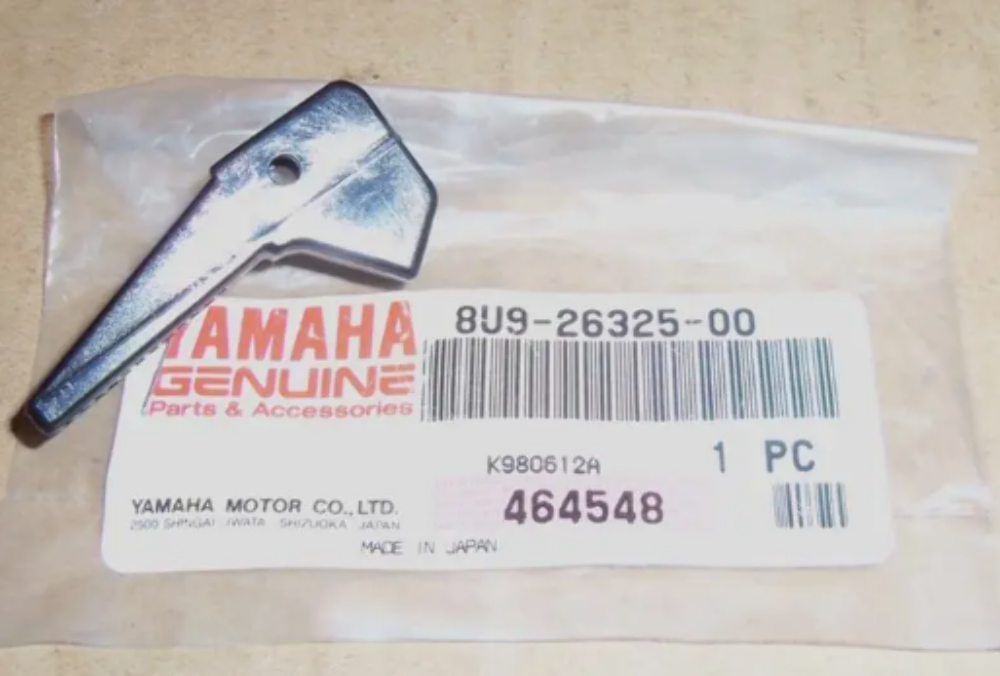 YAMAHA
GENUINE
Parts & Accessories
8U9-26325-00
K980612A
1 PC
464548
YAMAHA MOTOR CO., LTD.
2500 SHINGAI IWATA SHIZUOKA JAPAN
MADE IN JAPAN